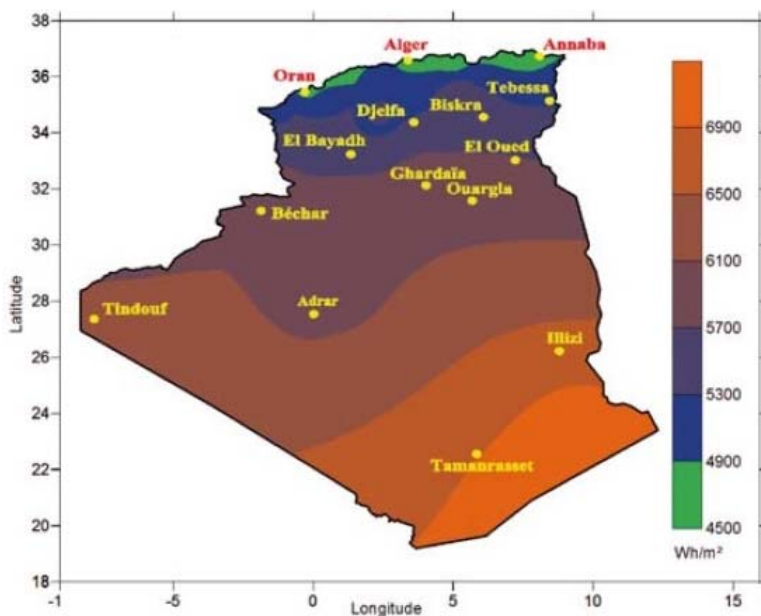 38
36
34
32
30
28
26
24
22
20
18
Latitude
Alger
Annaba
Oran
Tebessa
Djelfa
Biskra
El Bayadh
El Oued
Ghardaïa
Ouargla
Béchar
Tindouf
Adrar
Illizi
Tamanrasset
6900
6500
6100
5700
5300
4900
4500
Wh/m²
-1
-5
0
5
10
15
Longitude